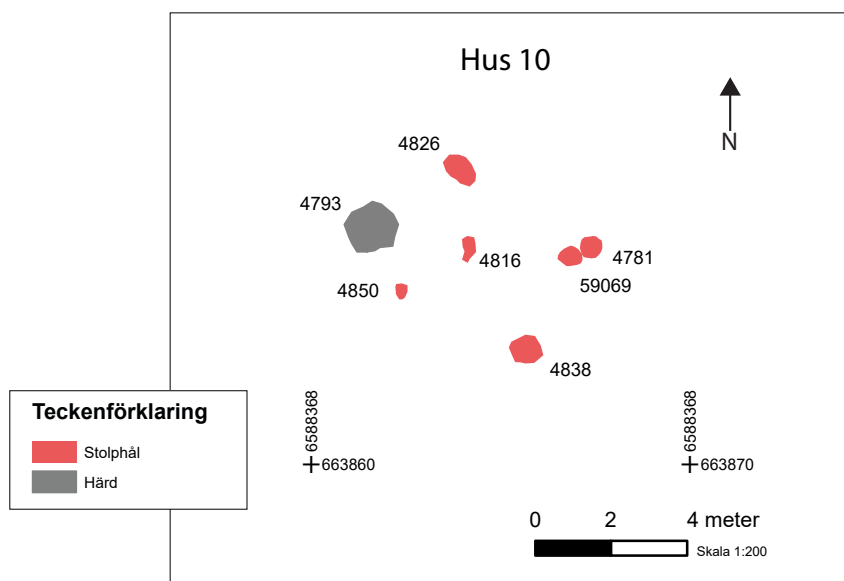 Hus 10
N
4826
4793
4816
4781
59069
4850
4838
Teckenförklaring
Stolphål
Härd
6588368
663860
6588368
663870
0 2 4 meter
Skala 1:200